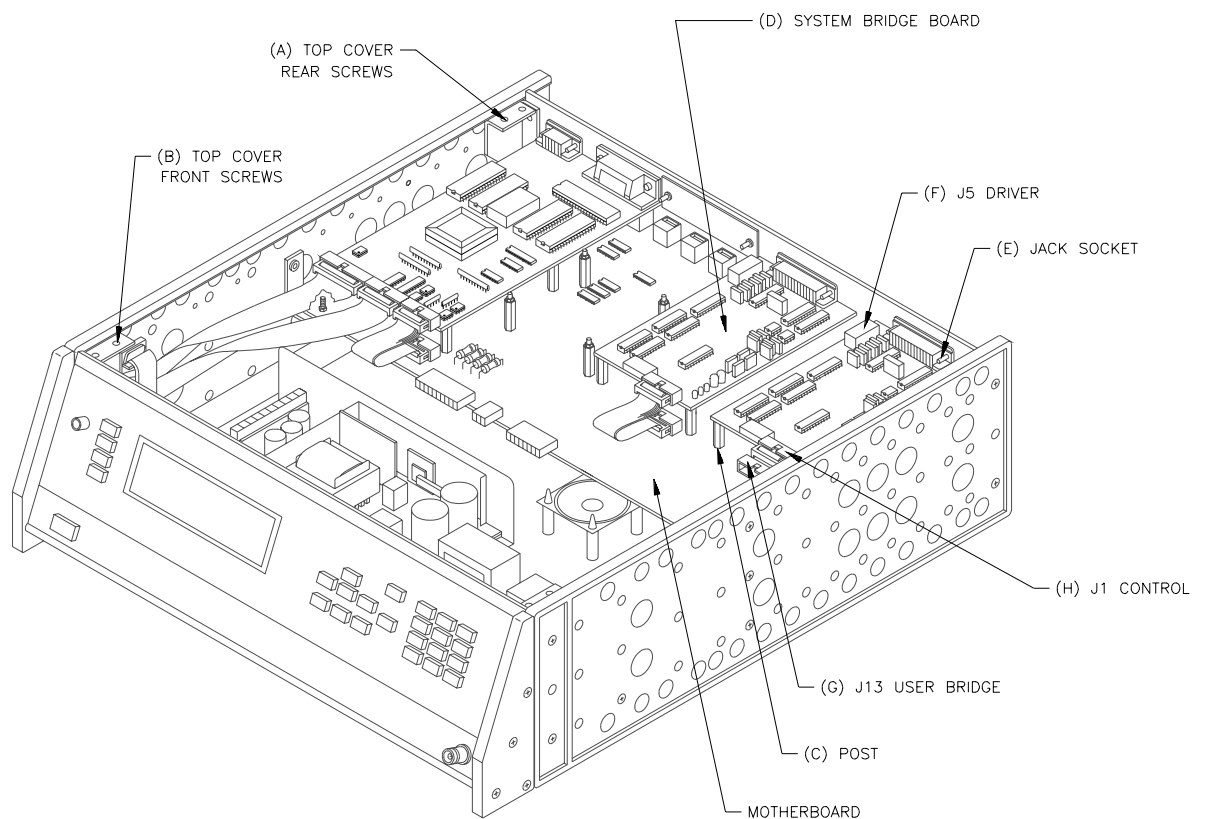 (D) SYSTEM BRIDGE BOARD
(A) TOP COVER
REAR SCREWS
(B) TOP COVER
FRONT SCREWS
(F) J5 DRIVER
(E) JACK SOCKET
(H) J1 CONTROL
(G) J13 USER BRIDGE
(C) POST
MOTHERBOARD